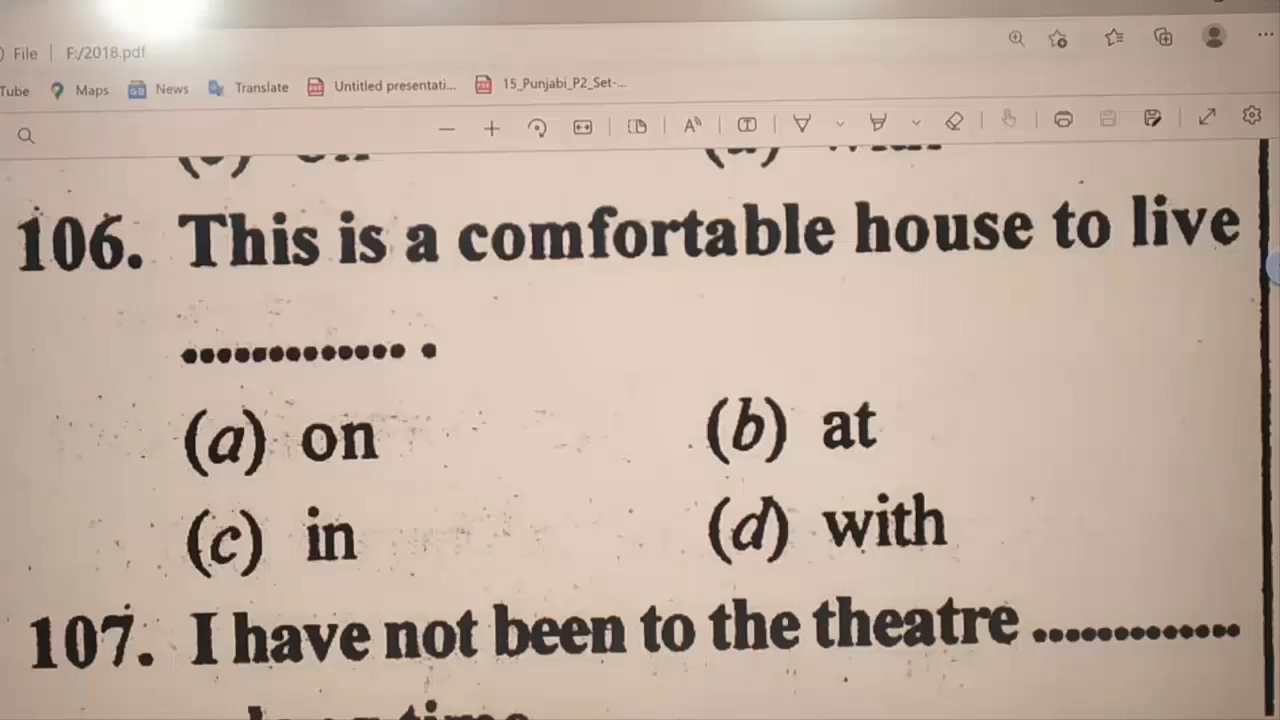 File | F:/2018.pdf
Tube Maps News Translate Untitled presentati... 15_Punjabi_P2_Set-...
106. This is a comfortable house to live
............. .
(a) on (b) at
(c) in (d) with
107. I have not been to the theatre .............